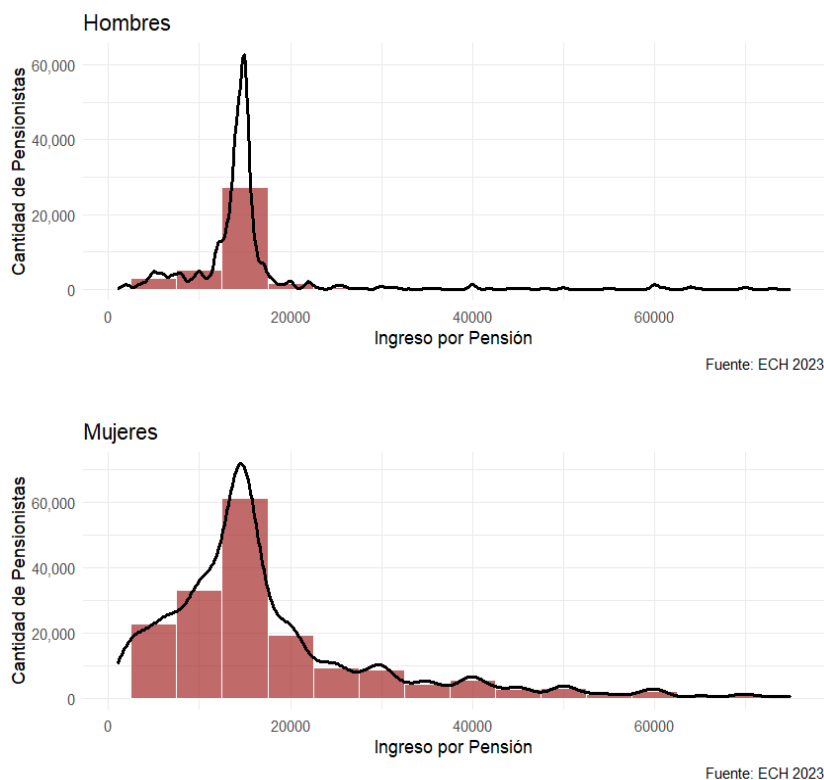 Hombres
Cantidad de Pensionistas
60,000
40,000
20,000
0
0 20000 40000 60000
Ingreso por Pensión
Fuente: ECH 2023
Mujeres
Cantidad de Pensionistas
60,000
40,000
20,000
0
0 20000 40000 60000
Ingreso por Pensión
Fuente: ECH 2023